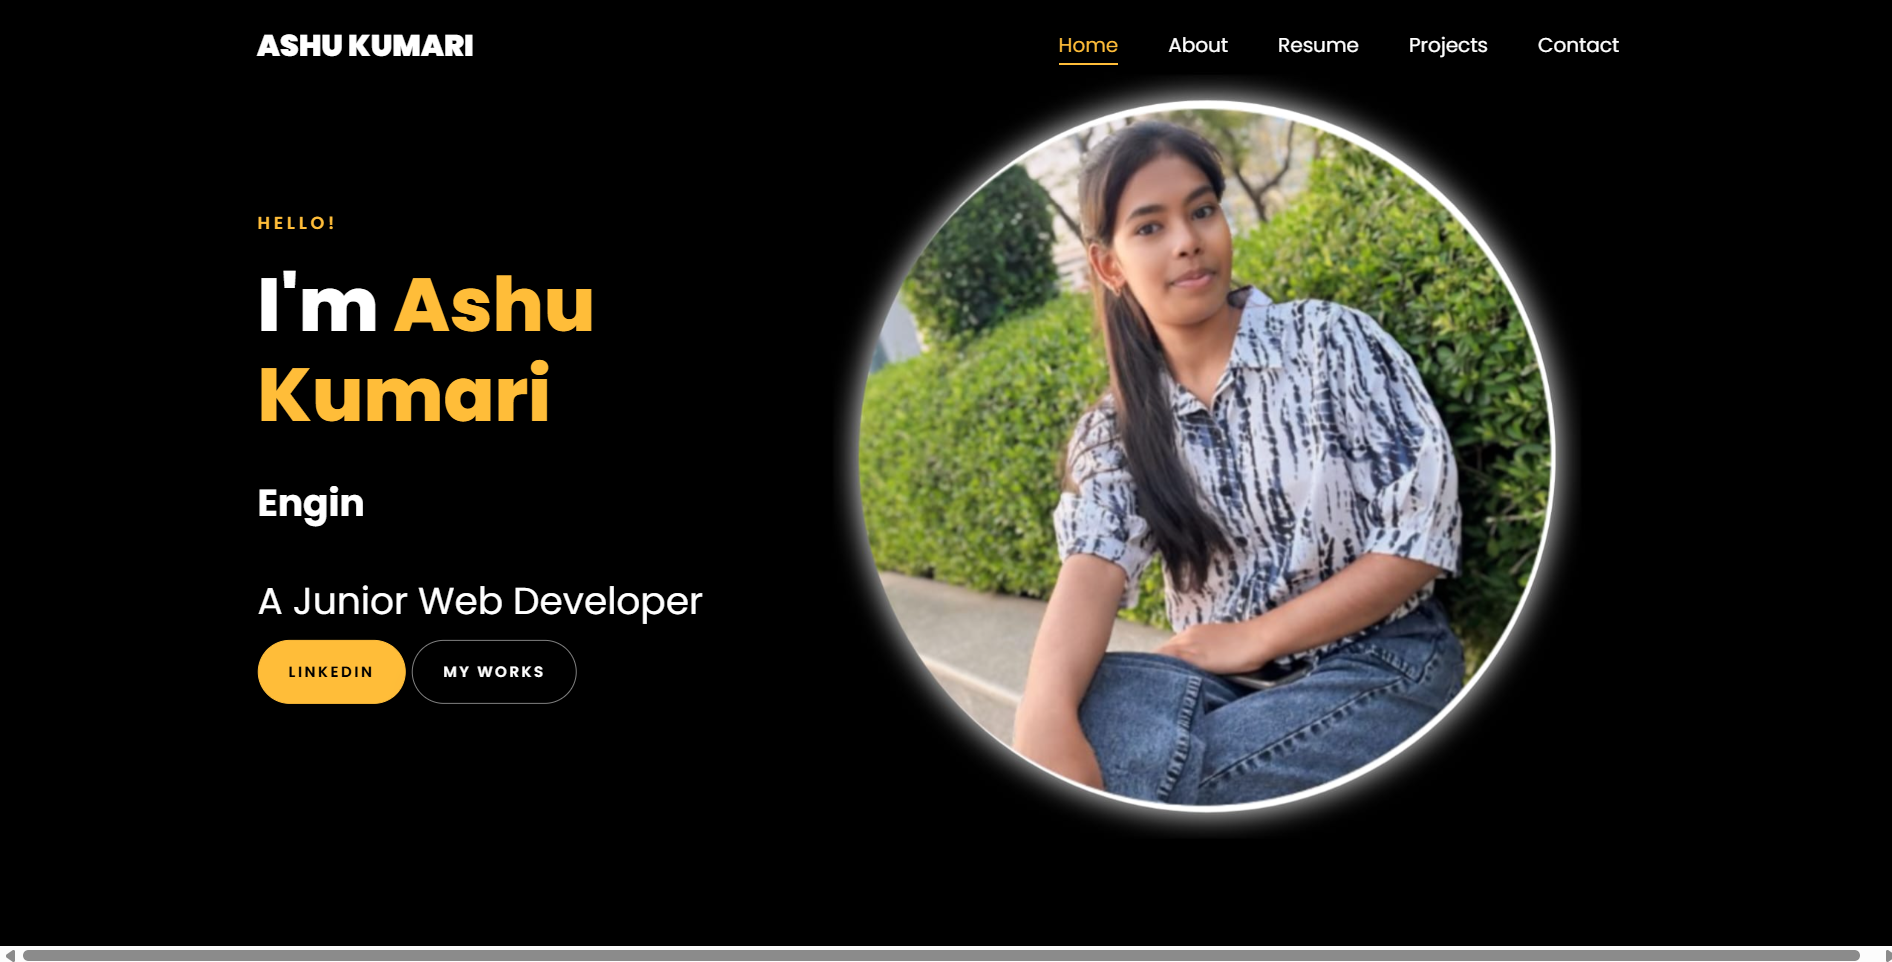 ASHU KUMARI
Home About Resume Projects Contact
HELLO!
I'm Ashu
Kumari
Engin
A Junior Web Developer
LINKEDIN MY WORKS